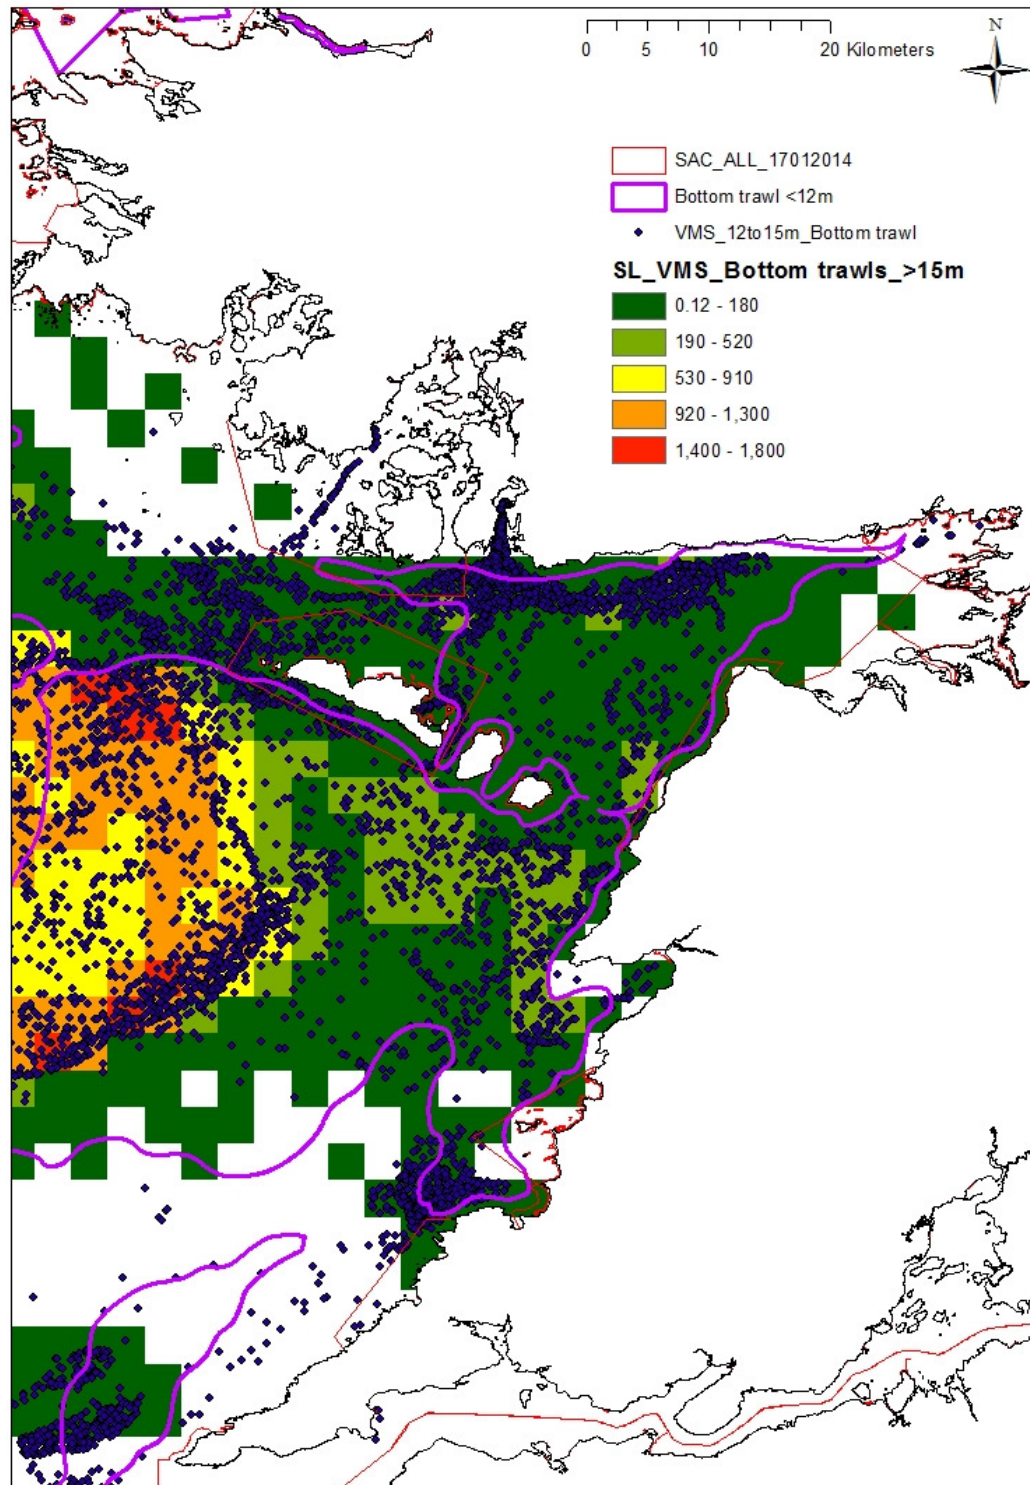 N
0 5 10 20 Kilometers
SAC_ALL_17012014
Bottom trawl <12m
VMS_12to15m_Bottom trawl
SL_VMS_Bottom trawls_>15m
0.12 - 180
190 - 520
530 - 910
920 - 1,300
1,400 - 1,800